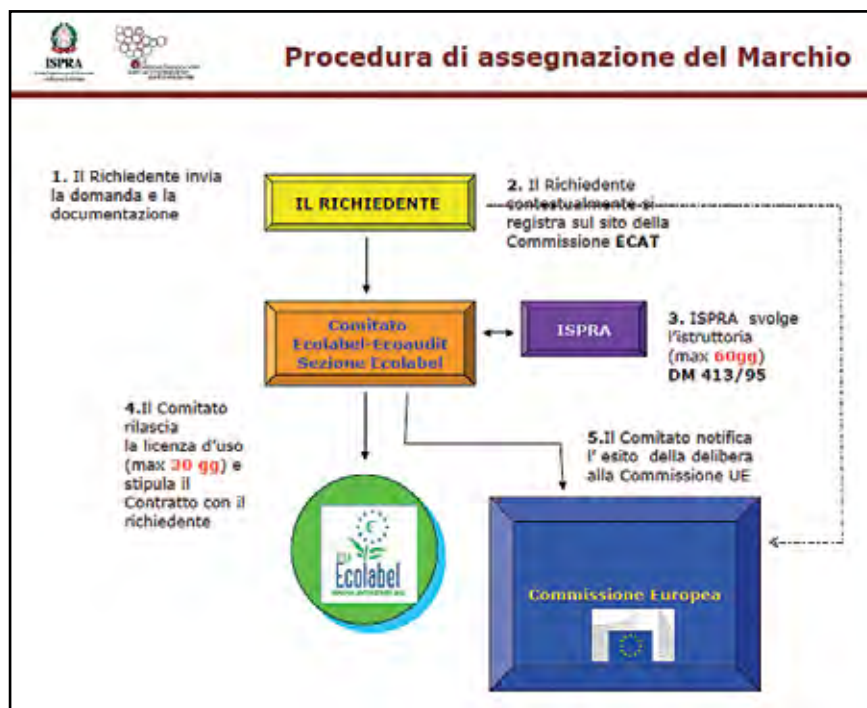 ISPRA
Procedura di assegnazione del Marchio
1. Il Richiedente invia
la domanda e la
documentazione
IL RICHIEDENTE
2. Il Richiedente
contestualmente si
registra sul sito della
Commissione ECAT
Comitato
Ecolabel-Ecoaudit
Sezione Ecolabel
ISPRA
3. ISPRA svolge
l'istruttoria
(max 60gg)
DM 413/95
4.Il Comitato
rilascia
la licenza d'uso
(max 30 gg) e
stipula il
Contratto con il
richiedente
5.Il Comitato notifica
l' esito della delibera
alla Commissione UE
Ecolabel
Commissione Europea